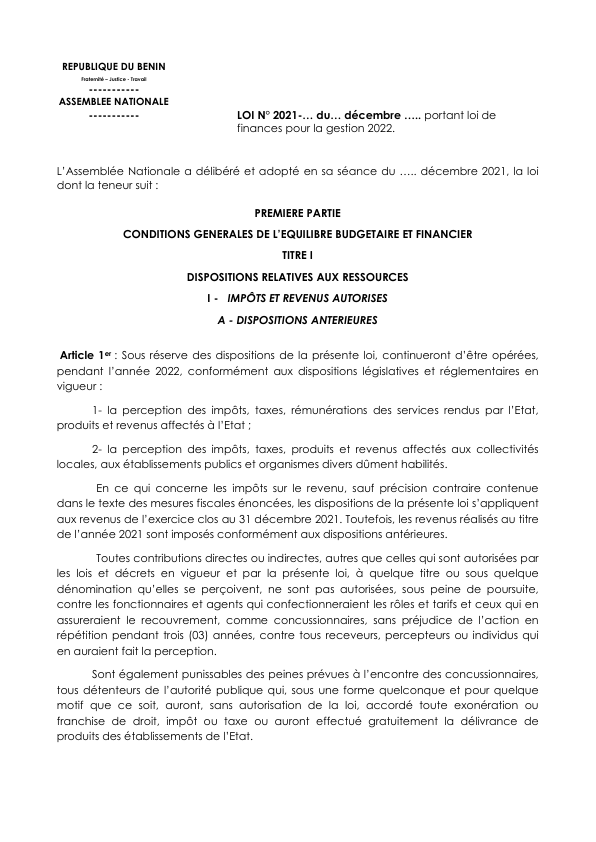 REPUBLIQUE DU BENIN
Fraternité – Justice - Travail
-----------
ASSEMBLEE NATIONALE
-----------
LOI N° 2021-… du… décembre ….. portant loi de
finances pour la gestion 2022.
L’Assemblée Nationale a délibéré et adopté en sa séance du ….. décembre 2021, la loi
dont la teneur suit :
PREMIERE PARTIE
CONDITIONS GENERALES DE L’EQUILIBRE BUDGETAIRE ET FINANCIER
TITRE I
DISPOSITIONS RELATIVES AUX RESSOURCES
I - IMPÔTS ET REVENUS AUTORISES
A - DISPOSITIONS ANTERIEURES
Article 1er : Sous réserve des dispositions de la présente loi, continueront d’être opérées,
pendant l’année 2022, conformément aux dispositions législatives et réglementaires en
vigueur :
1- la perception des impôts, taxes, rémunérations des services rendus par l’Etat,
produits et revenus affectés à l’Etat ;
2- la perception des impôts, taxes, produits et revenus affectés aux collectivités
locales, aux établissements publics et organismes divers dûment habilités.
En ce qui concerne les impôts sur le revenu, sauf précision contraire contenue
dans le texte des mesures fiscales énoncées, les dispositions de la présente loi s’appliquent
aux revenus de l’exercice clos au 31 décembre 2021. Toutefois, les revenus réalisés au titre
de l’année 2021 sont imposés conformément aux dispositions antérieures.
Toutes contributions directes ou indirectes, autres que celles qui sont autorisées par
les lois et décrets en vigueur et par la présente loi, à quelque titre ou sous quelque
dénomination qu’elles se perçoivent, ne sont pas autorisées, sous peine de poursuite,
contre les fonctionnaires et agents qui confectionneraient les rôles et tarifs et ceux qui en
assureraient le recouvrement, comme concussionnaires, sans préjudice de l’action en
répétition pendant trois (03) années, contre tous receveurs, percepteurs ou individus qui
en auraient fait la perception.
Sont également punissables des peines prévues à l’encontre des concussionnaires,
tous détenteurs de l’autorité publique qui, sous une forme quelconque et pour quelque
motif que ce soit, auront, sans autorisation de la loi, accordé toute exonération ou
franchise de droit, impôt ou taxe ou auront effectué gratuitement la délivrance de
produits des établissements de l’Etat.